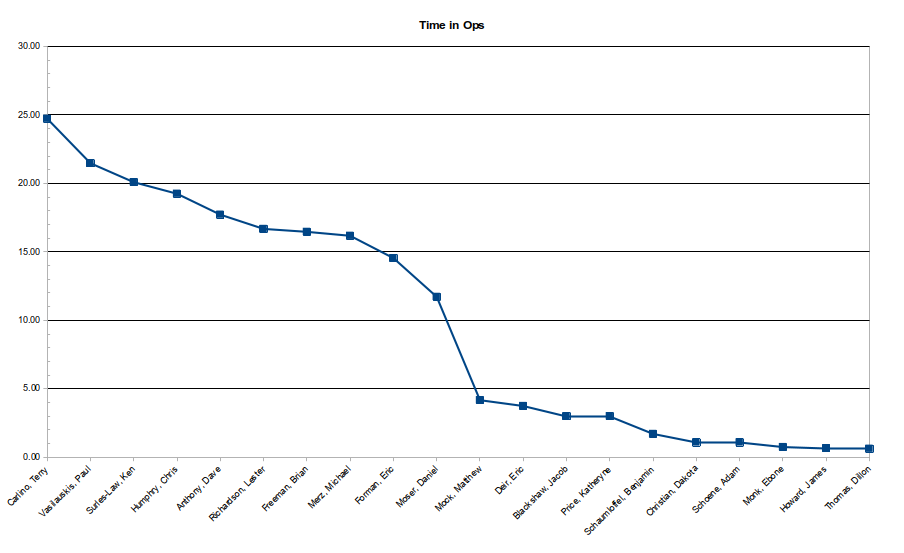 Time in Ops
30.00
25.00
20.00
15.00
10.00
5.00
0.00
Carlino, Terry
Vasiliauskis, Paul
Surles-Law, Ken
Humphry, Chris
Anthony, Dave
Richardson, Lester
Freeman, Brian
Merz, Michael
Forman, Eric
Moser, Daniel
Mock, Matthew
Deir, Eric
Blackshaw, Jacob
Price, Katheryne
Schaumloffel, Benjamin
Christian, Dakota
Schoene, Adam
Monk, Ebone
Howard, James
Thomas, Dillon